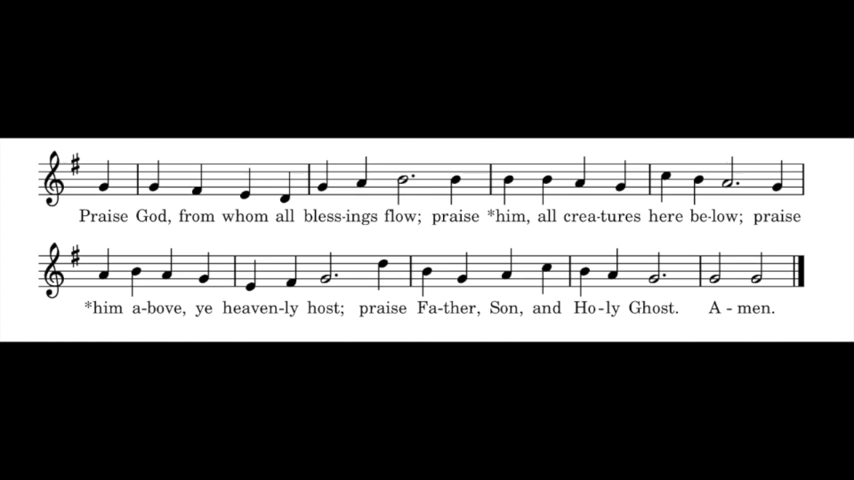 Praise God, from whom all bless-ings flow; praise *him, all crea-tures here be-low; praise
*him a-bove, ye heaven-ly host; praise Fa-ther, Son, and Ho-ly Ghost. A-men.